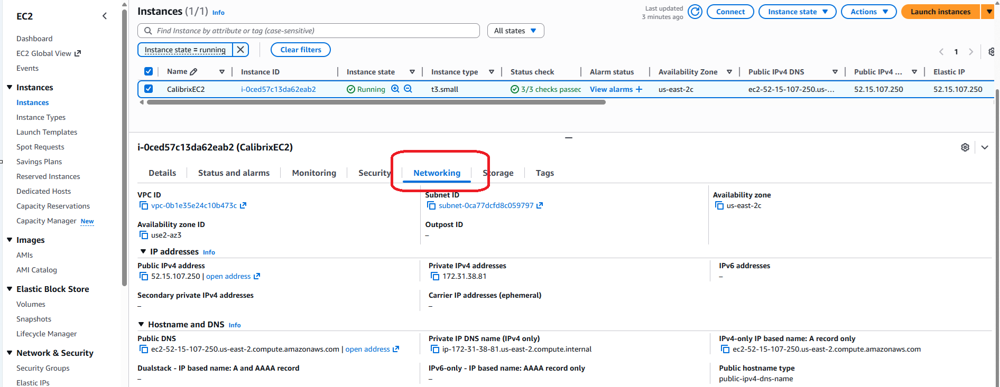 EC2
Dashboard
EC2 Global View
Events
Instances
Instances
Instance Types
Launch Templates
Spot Requests
Savings Plans
Reserved Instances
Dedicated Hosts
Capacity Reservations
Capacity Manager New
Images
AMIs
AMI Catalog
Elastic Block Store
Volumes
Snapshots
Lifecycle Manager
Network & Security
Security Groups
Elastic IPs
Instances (1/1) Info
Last updated
3 minutes ago
Connect
Instance state
Actions
Launch instances
Find Instance by attribute or tag (case-sensitive)
All states
Instance state = running
Clear filters
1
Name Instance ID Instance state Instance type Status check Alarm status Availability Zone Public IPv4 DNS Public IPv4 ... Elastic IP
CalibrixEC2 i-0ced57c13da62eab2 Running t3.small 3/3 checks passec View alarms + us-east-2c ec2-52-15-107-250.us-... 52.15.107.250 52.15.107.250
i-0ced57c13da62eab2 (CalibrixEC2)
Details Status and alarms Monitoring Security Networking Storage Tags
VPC ID Subnet ID Availability zone
vpc-0b1e35e24c10b473c subnet-0ca77dcfd8c059797 us-east-2c
Availability zone ID Outpost ID
use2-az3 –
IP addresses Info
Public IPv4 address Private IPv4 addresses IPv6 addresses
52.15.107.250 | open address 172.31.38.81 –
Secondary private IPv4 addresses Carrier IP addresses (ephemeral)
– –
Hostname and DNS Info
Public DNS Private IP DNS name (IPv4 only) IPv4-only IP based name: A record only
ec2-52-15-107-250.us-east-2.compute.amazonaws.com | open address ip-172-31-38-81.us-east-2.compute.internal ec2-52-15-107-250.us-east-2.compute.amazonaws.com
Dualstack - IP based name: A and AAAA record IPv6-only - IP based name: AAAA record only Public hostname type
– – public-ipv4-dns-name